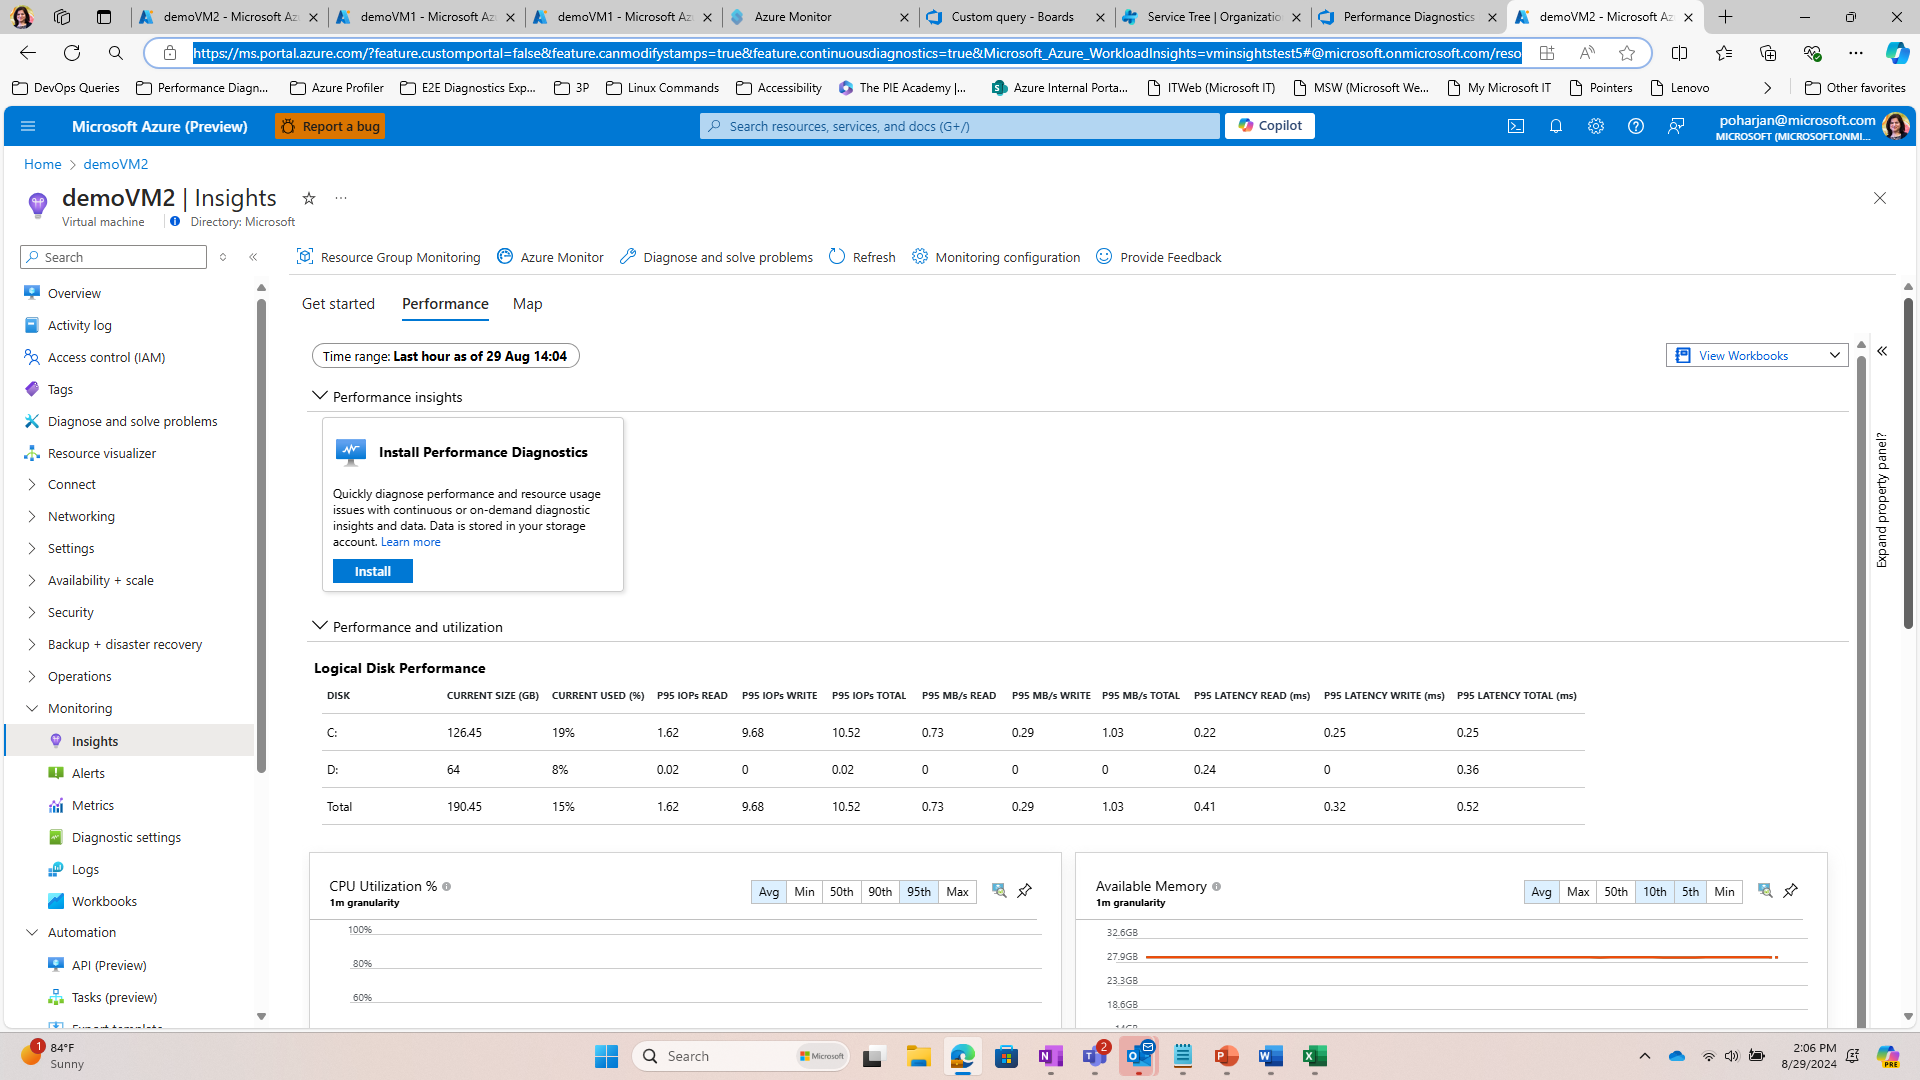 demoVM2 - Microsoft Az
demoVM1 - Microsoft Az
demoVM1 - Microsoft Az
Azure Monitor
Custom query - Boards
Service Tree | Organizatio
Performance Diagnostics
demoVM2 - Microsoft Az
https://ms.portal.azure.com/?feature.customportal=false&feature.canmodifystamps=true&feature.continuousdiagnostics=true&Microsoft_Azure_WorkloadInsights=vminsightstest5#@microsoft.onmicrosoft.com/reso
DevOps Queries
Performance Diagn...
Azure Profiler
E2E Diagnostics Exp...
3P
Linux Commands
Accessibility
The PIE Academy |...
Azure Internal Porta...
ITWeb (Microsoft IT)
MSW (Microsoft We...
My Microsoft IT
Pointers
Lenovo
Other favorites
Microsoft Azure (Preview)
Report a bug
Search resources, services, and docs (G+/)
Copilot
poharjan@microsoft.com
MICROSOFT (MICROSOFT.ONMI...
Home > demoVM2
demoVM2 | Insights
Virtual machine
Directory: Microsoft
Search
Resource Group Monitoring
Azure Monitor
Diagnose and solve problems
Refresh
Monitoring configuration
Provide Feedback
Overview
Activity log
Access control (IAM)
Tags
Diagnose and solve problems
Resource visualizer
Connect
Networking
Settings
Availability + scale
Security
Backup + disaster recovery
Operations
Monitoring
Insights
Alerts
Metrics
Diagnostic settings
Logs
Workbooks
Automation
API (Preview)
Tasks (preview)
Export template
Get started
Performance
Map
Time range: Last hour as of 29 Aug 14:04
View Workbooks
Expand property panel?
Performance insights
Install Performance Diagnostics
Quickly diagnose performance and resource usage
issues with continuous or on-demand diagnostic
insights and data. Data is stored in your storage
account. Learn more
Install
Performance and utilization
Logical Disk Performance
DISK CURRENT SIZE (GB) CURRENT USED (%) P95 IOPs READ P95 IOPs WRITE P95 IOPs TOTAL P95 MB/s READ P95 MB/s WRITE P95 MB/s TOTAL P95 LATENCY READ (ms) P95 LATENCY WRITE (ms) P95 LATENCY TOTAL (ms)
C: 126.45 19% 1.62 9.68 10.52 0.73 0.29 1.03 0.22 0.25 0.25
D: 64 8% 0.02 0 0.02 0 0 0 0.24 0 0.36
Total 190.45 15% 1.62 9.68 10.52 0.73 0.29 1.03 0.41 0.32 0.52
CPU Utilization %
1m granularity
Avg Min 50th 90th 95th Max
100%
80%
60%
Available Memory
1m granularity
Avg Max 50th 10th 5th Min
32.6GB
27.9GB
23.3GB
18.6GB
14GB
1
84°F
Sunny
Search
Microsoft
2
2:06 PM
8/29/2024
PRE